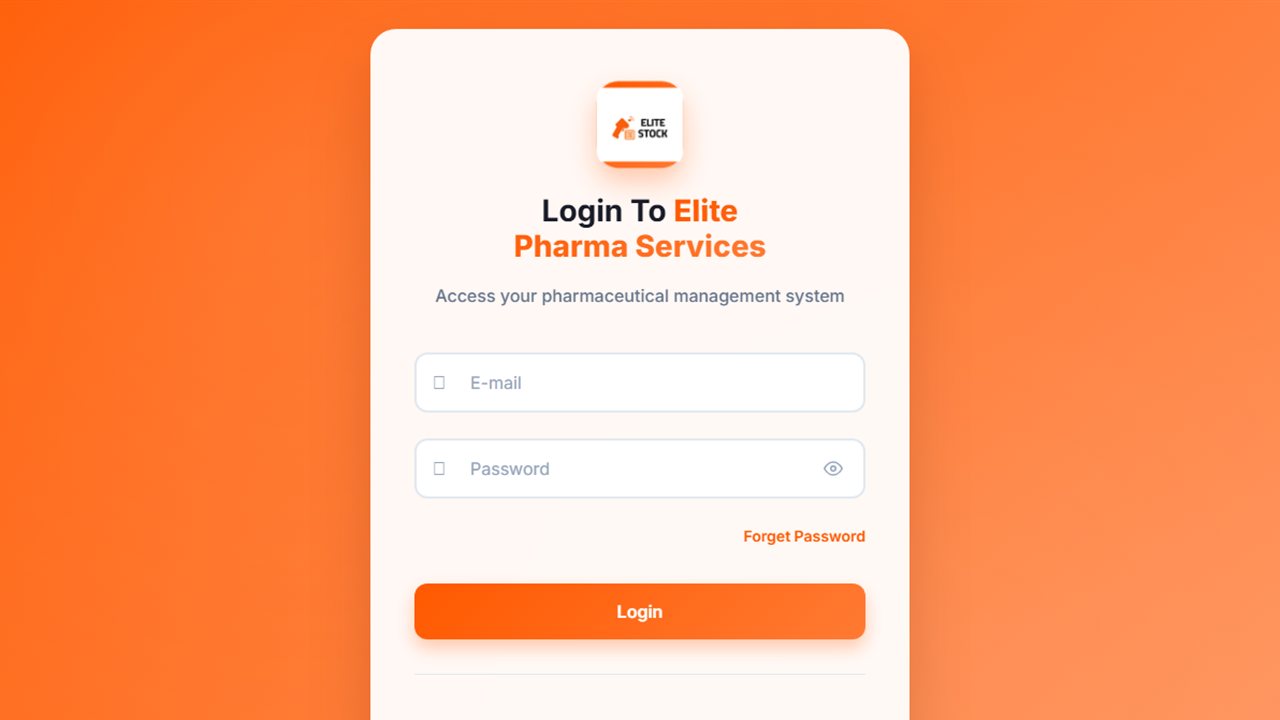 ELITE
STOCK
Login To Elite
Pharma Services
Access your pharmaceutical management system
E-mail
Password
Forget Password
Login